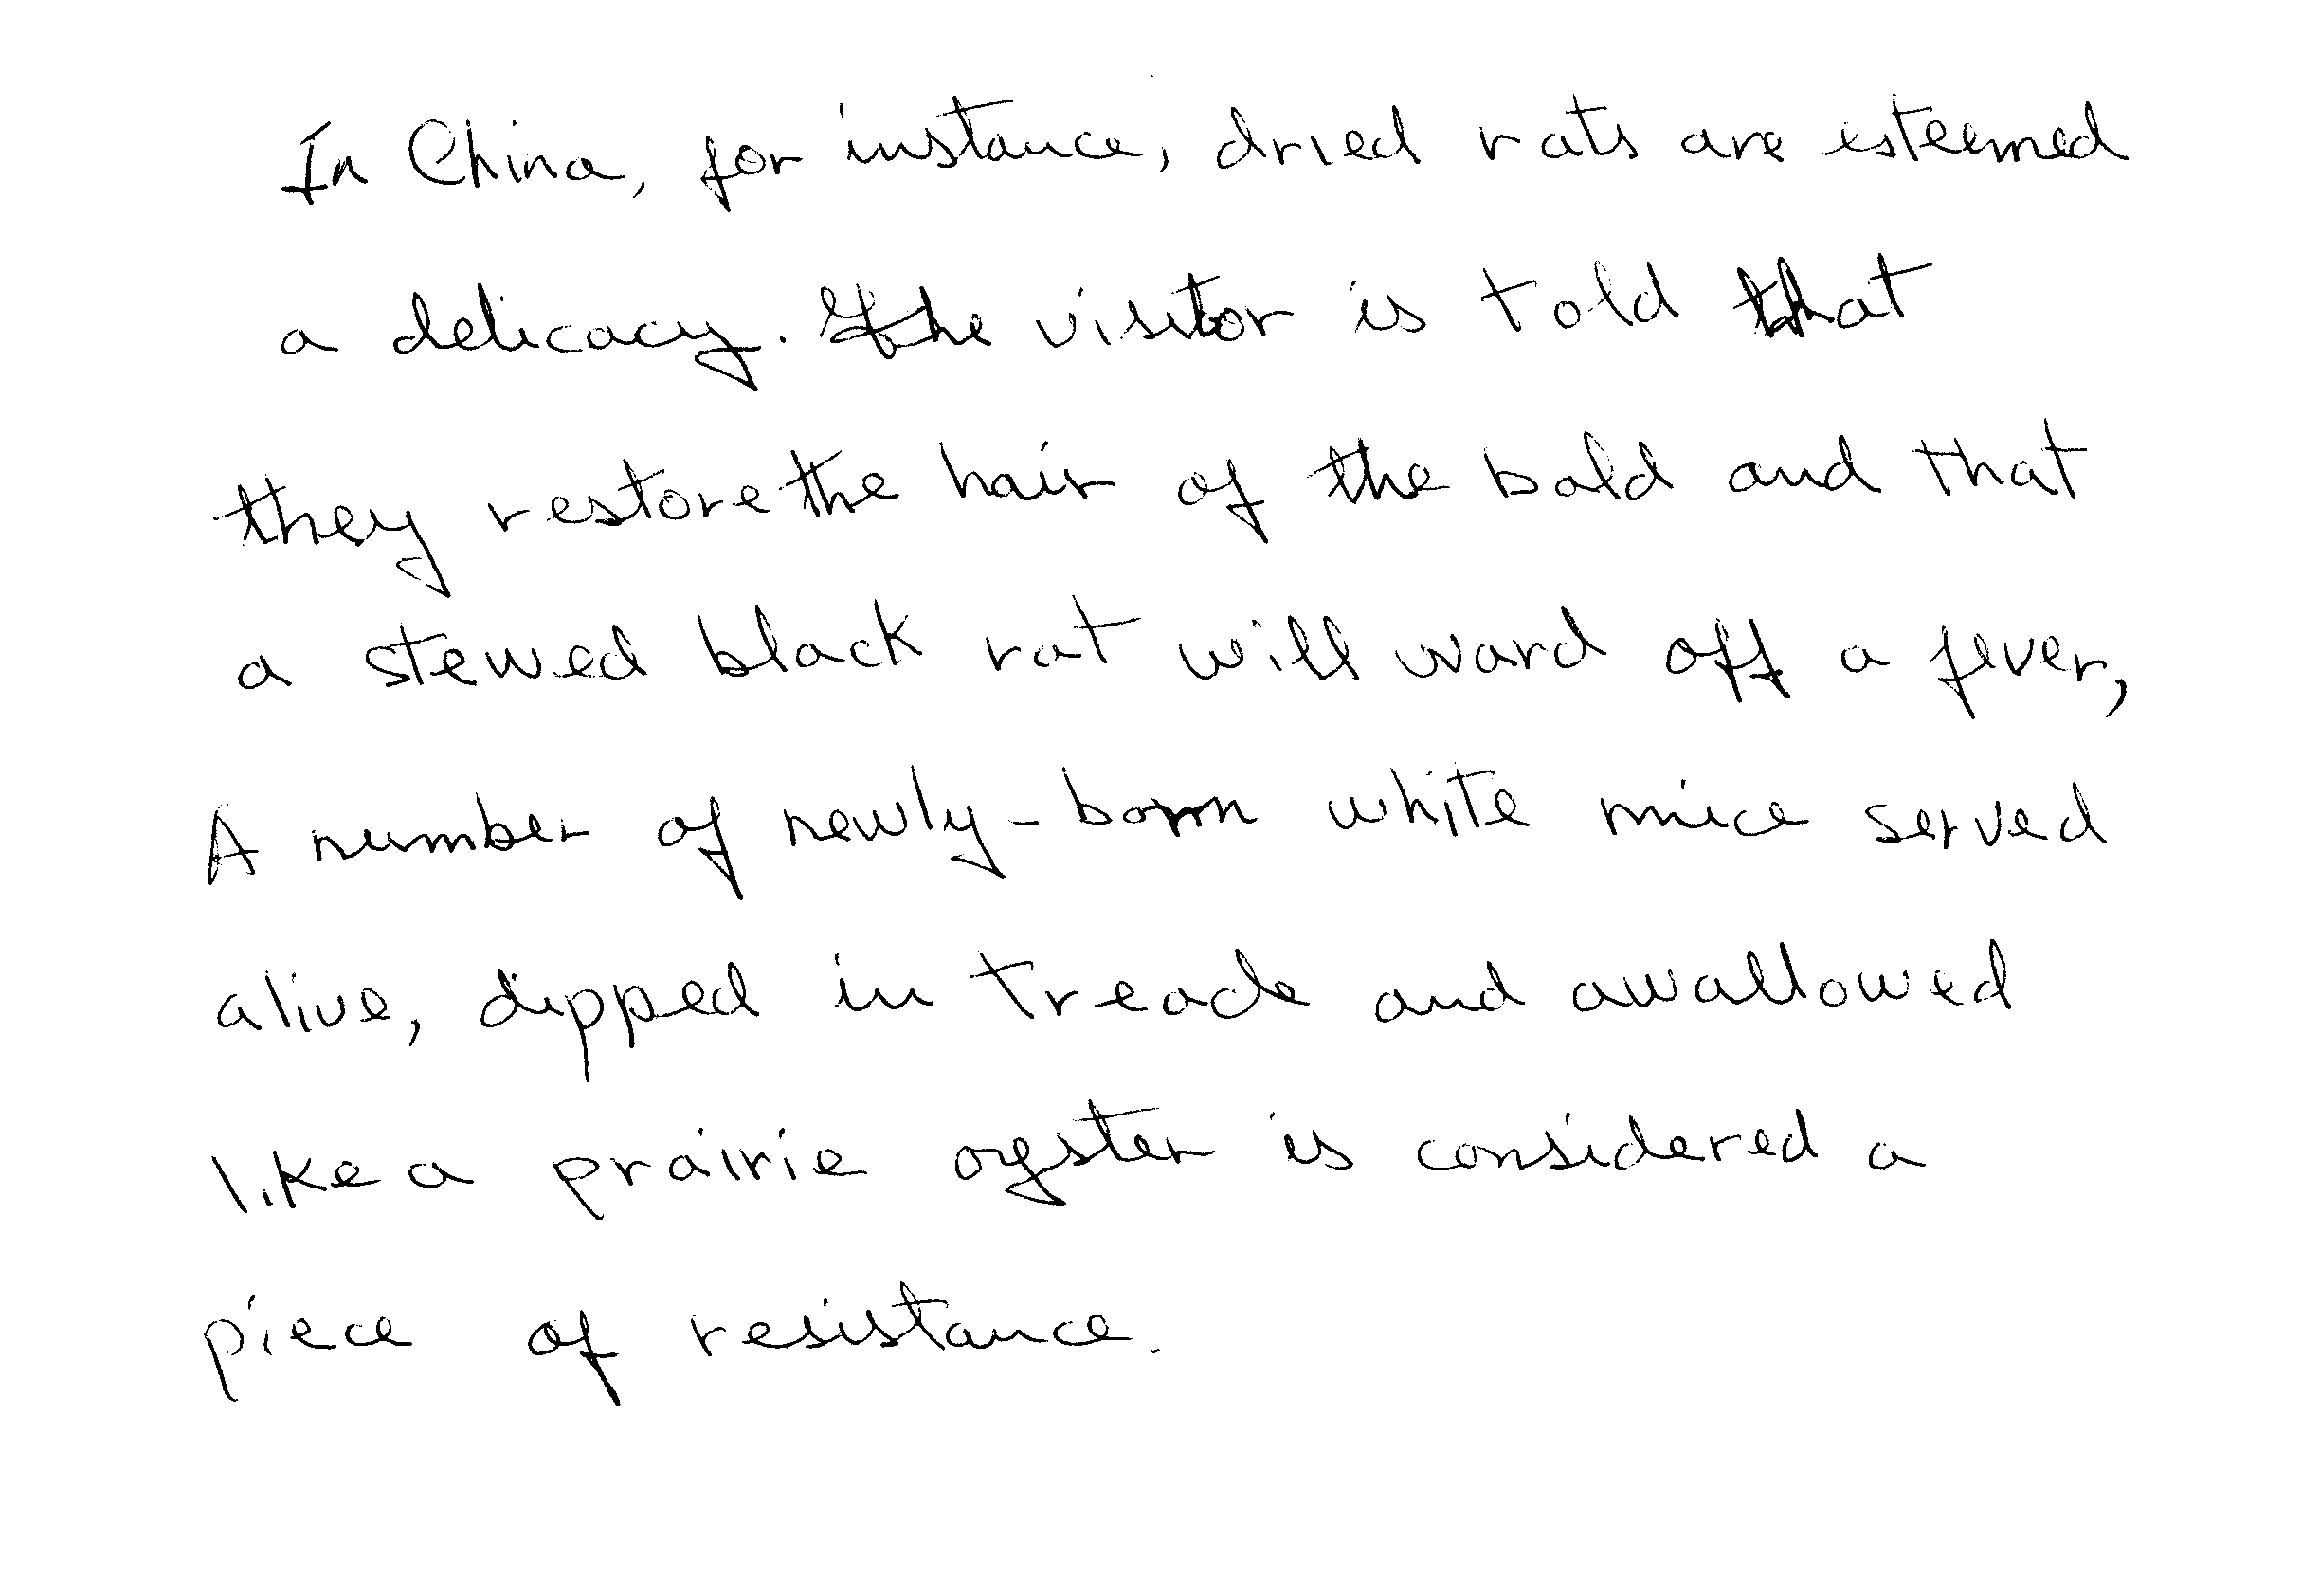 In China, for instance, dried rats are esteemed
a delicacy. The visitor is told that
they restore the hair of the bald and that
a stewed black rat will ward off a fever,
A number of newly-born white mice served
alive, dipped in treacle and awallowed
like a prairie oyster is considered a
piece of resistance.